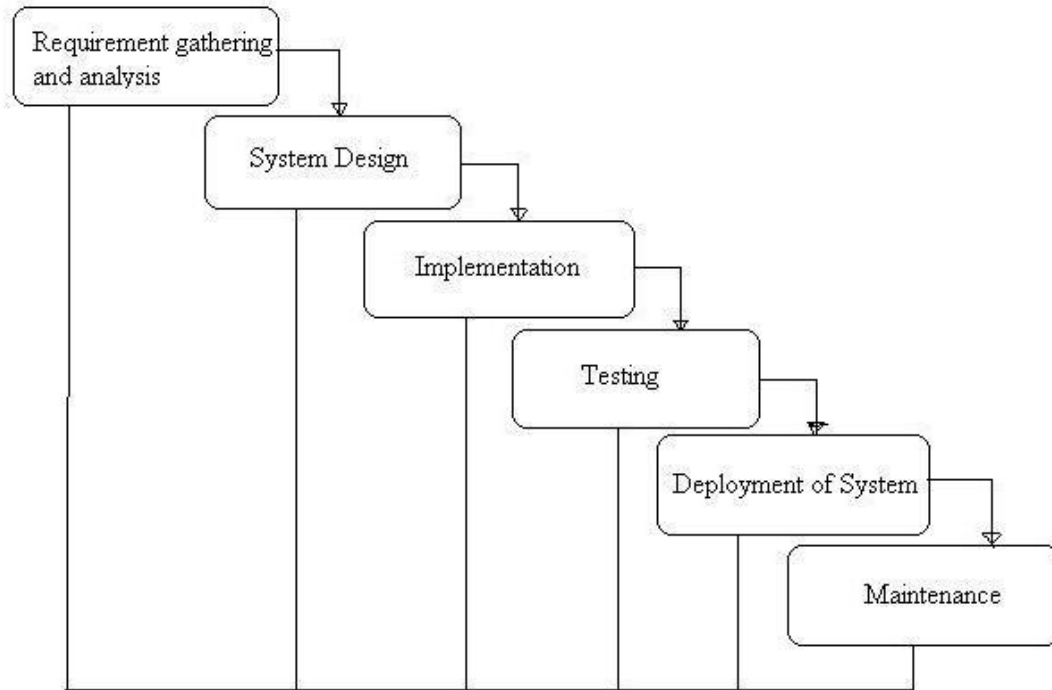 Requirement gathering
and analysis
System Design
Implementation
Testing
Deployment of System
Maintenance